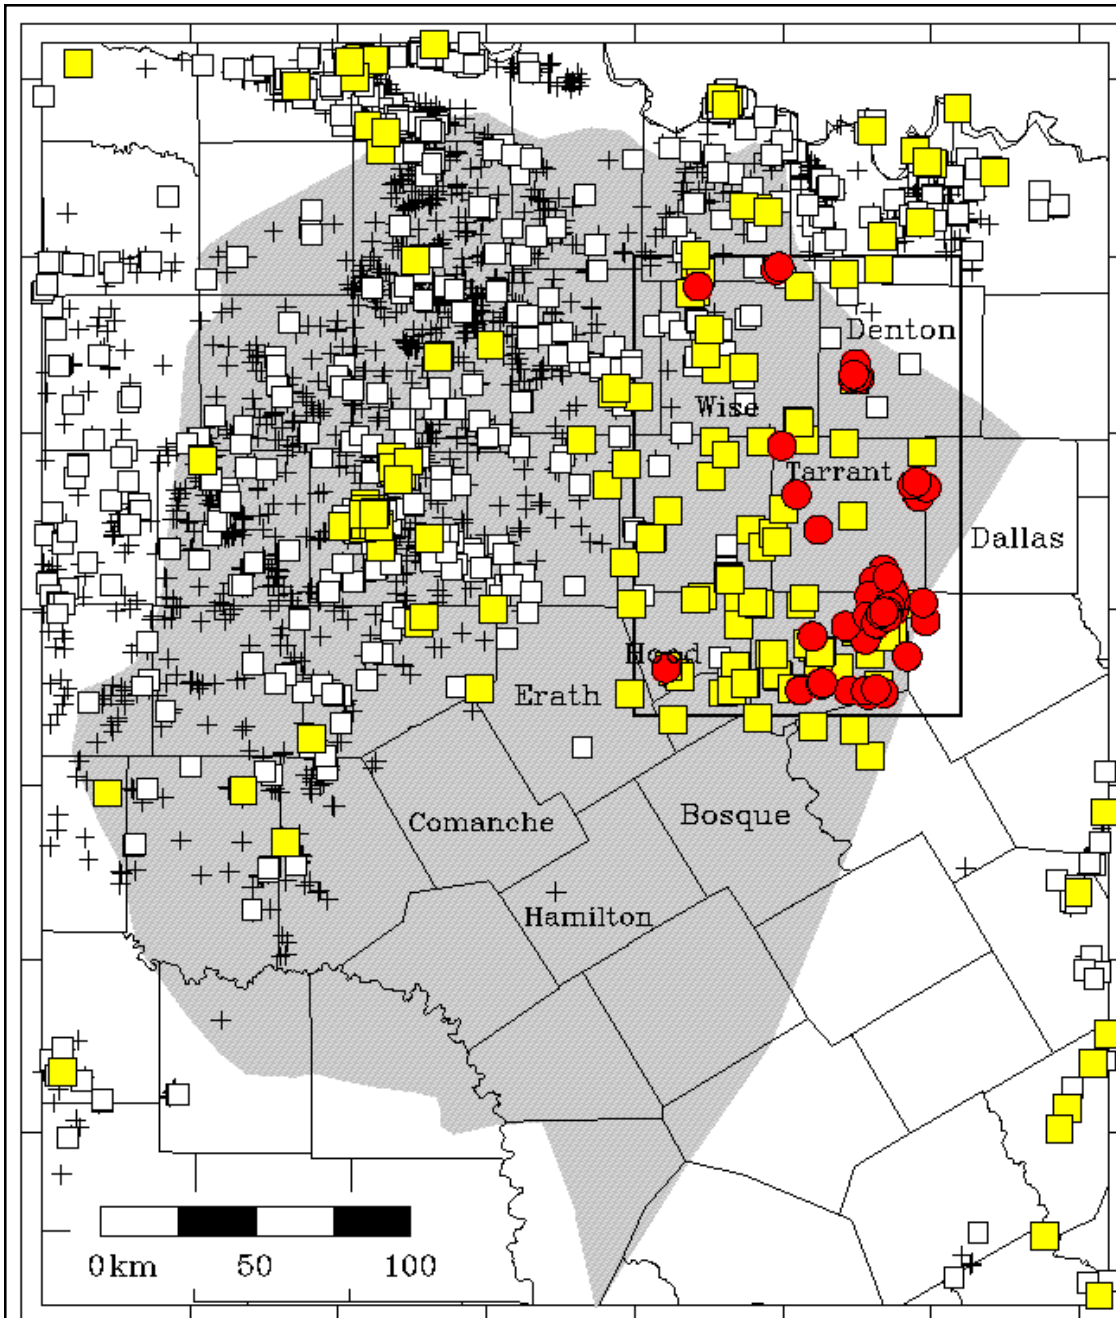 Denton
Wise
Tarrant
Dallas
Hood
Erath
Comanche
Bosque
Hamilton
0km 50 100